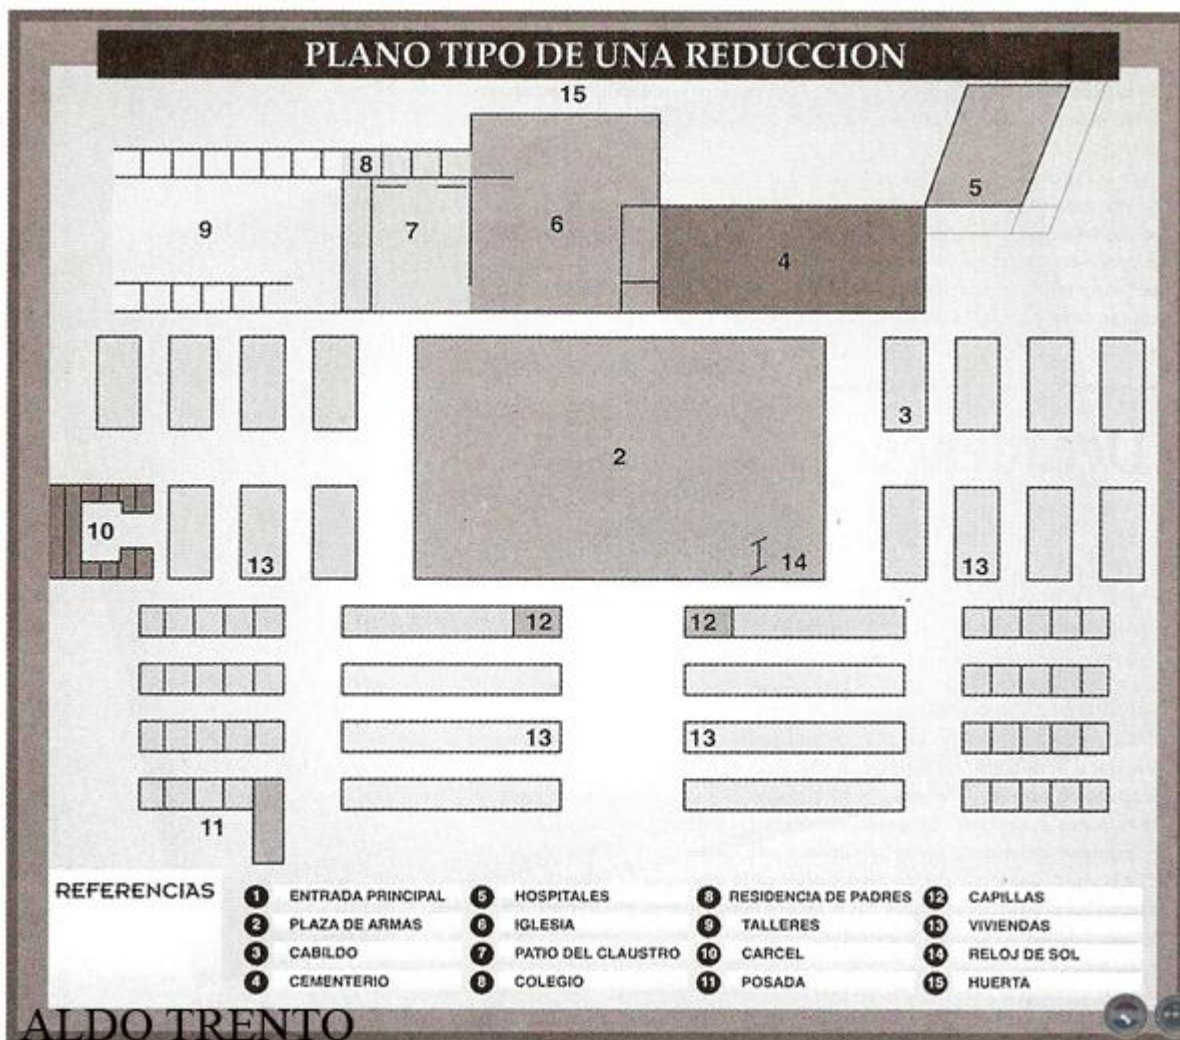 PLANO TIPO DE UNA REDUCCION
15
8
5
9
7
6
4
3
2
10
13
14
13
12
12
13
13
11
REFERENCIAS
1 ENTRADA PRINCIPAL
2 PLAZA DE ARMAS
3 CABILDO
4 CEMENTERIO
5 HOSPITALES
6 IGLESIA
7 PATIO DEL CLAUSTRO
8 COLEGIO
8 RESIDENCIA DE PADRES
9 TALLERES
10 CARCEL
11 POSADA
12 CAPILLAS
13 VIVIENDAS
14 RELOJ DE SOL
15 HUERTA
ALDO TRENTO